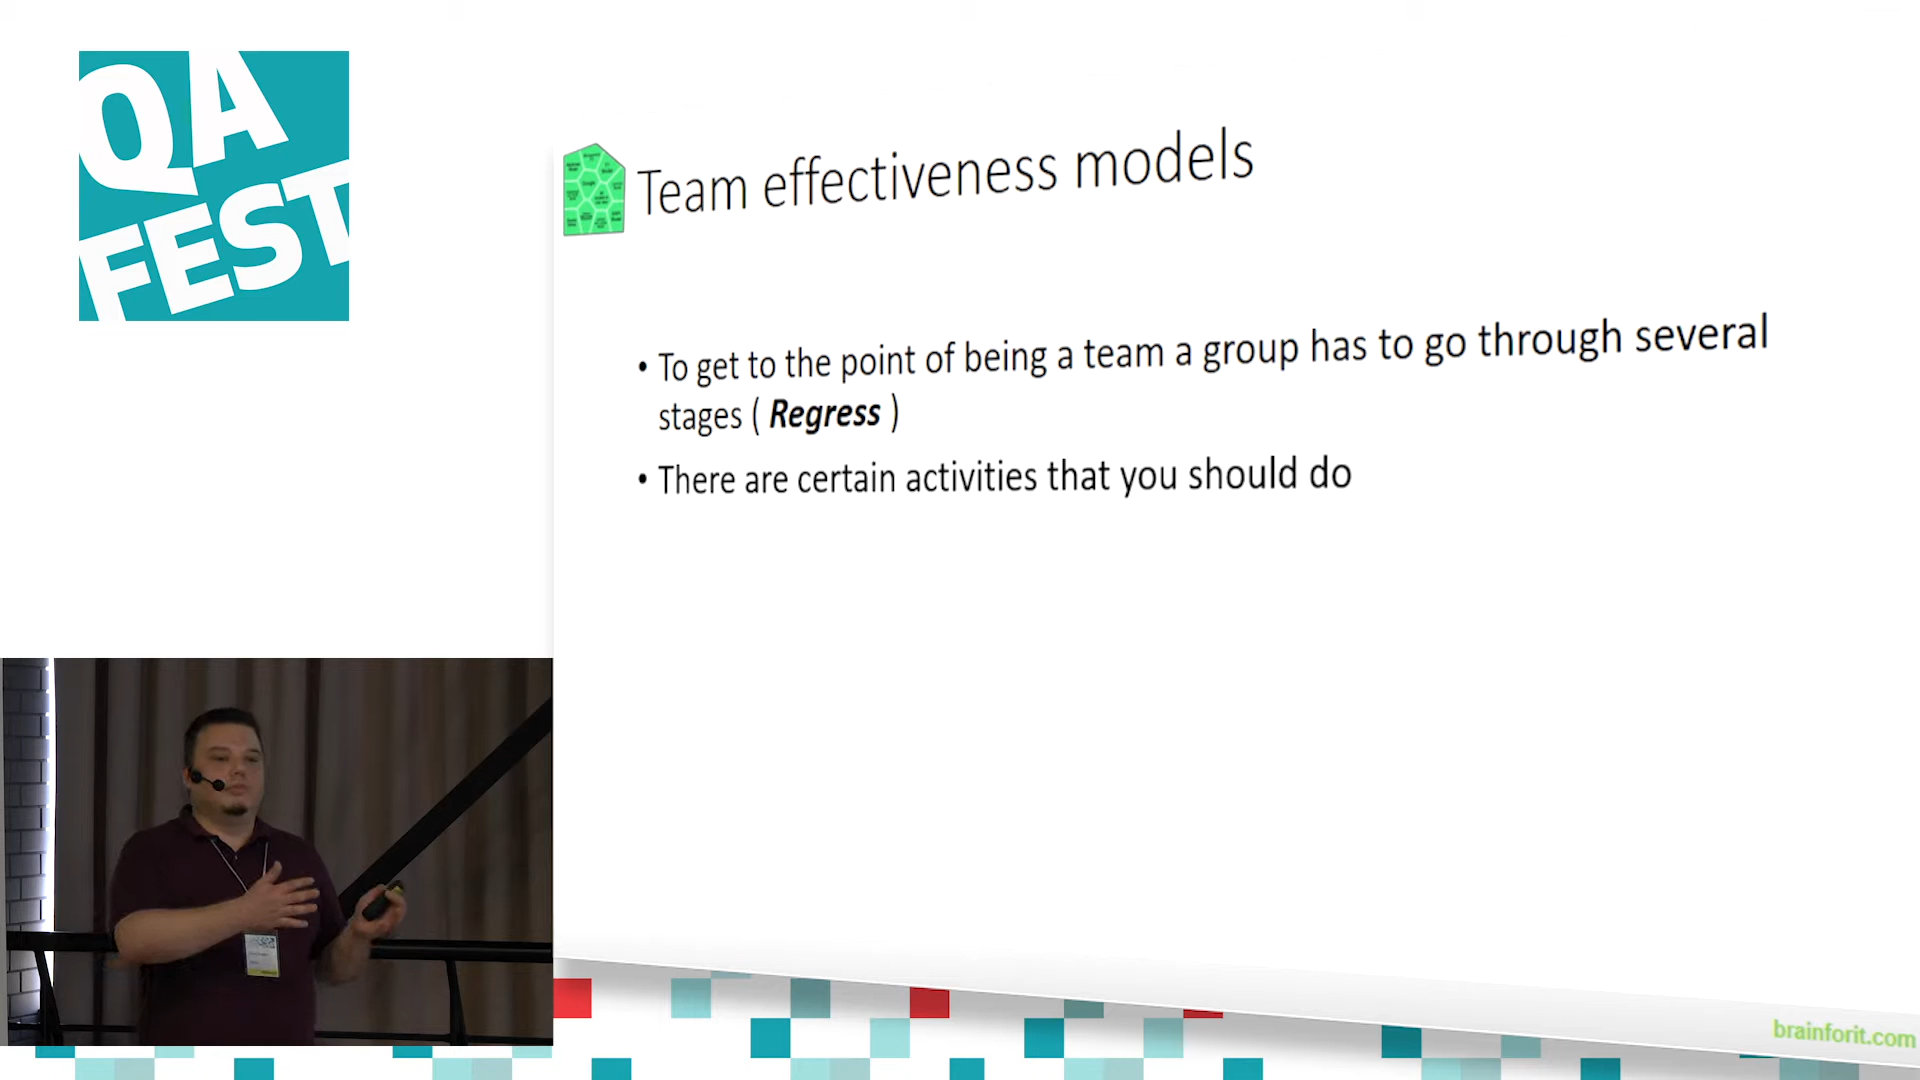 QA
FEST
Team effectiveness models
• To get to the point of being a team a group has to go through several
stages ( Regress )
• There are certain activities that you should do
brainforit.com